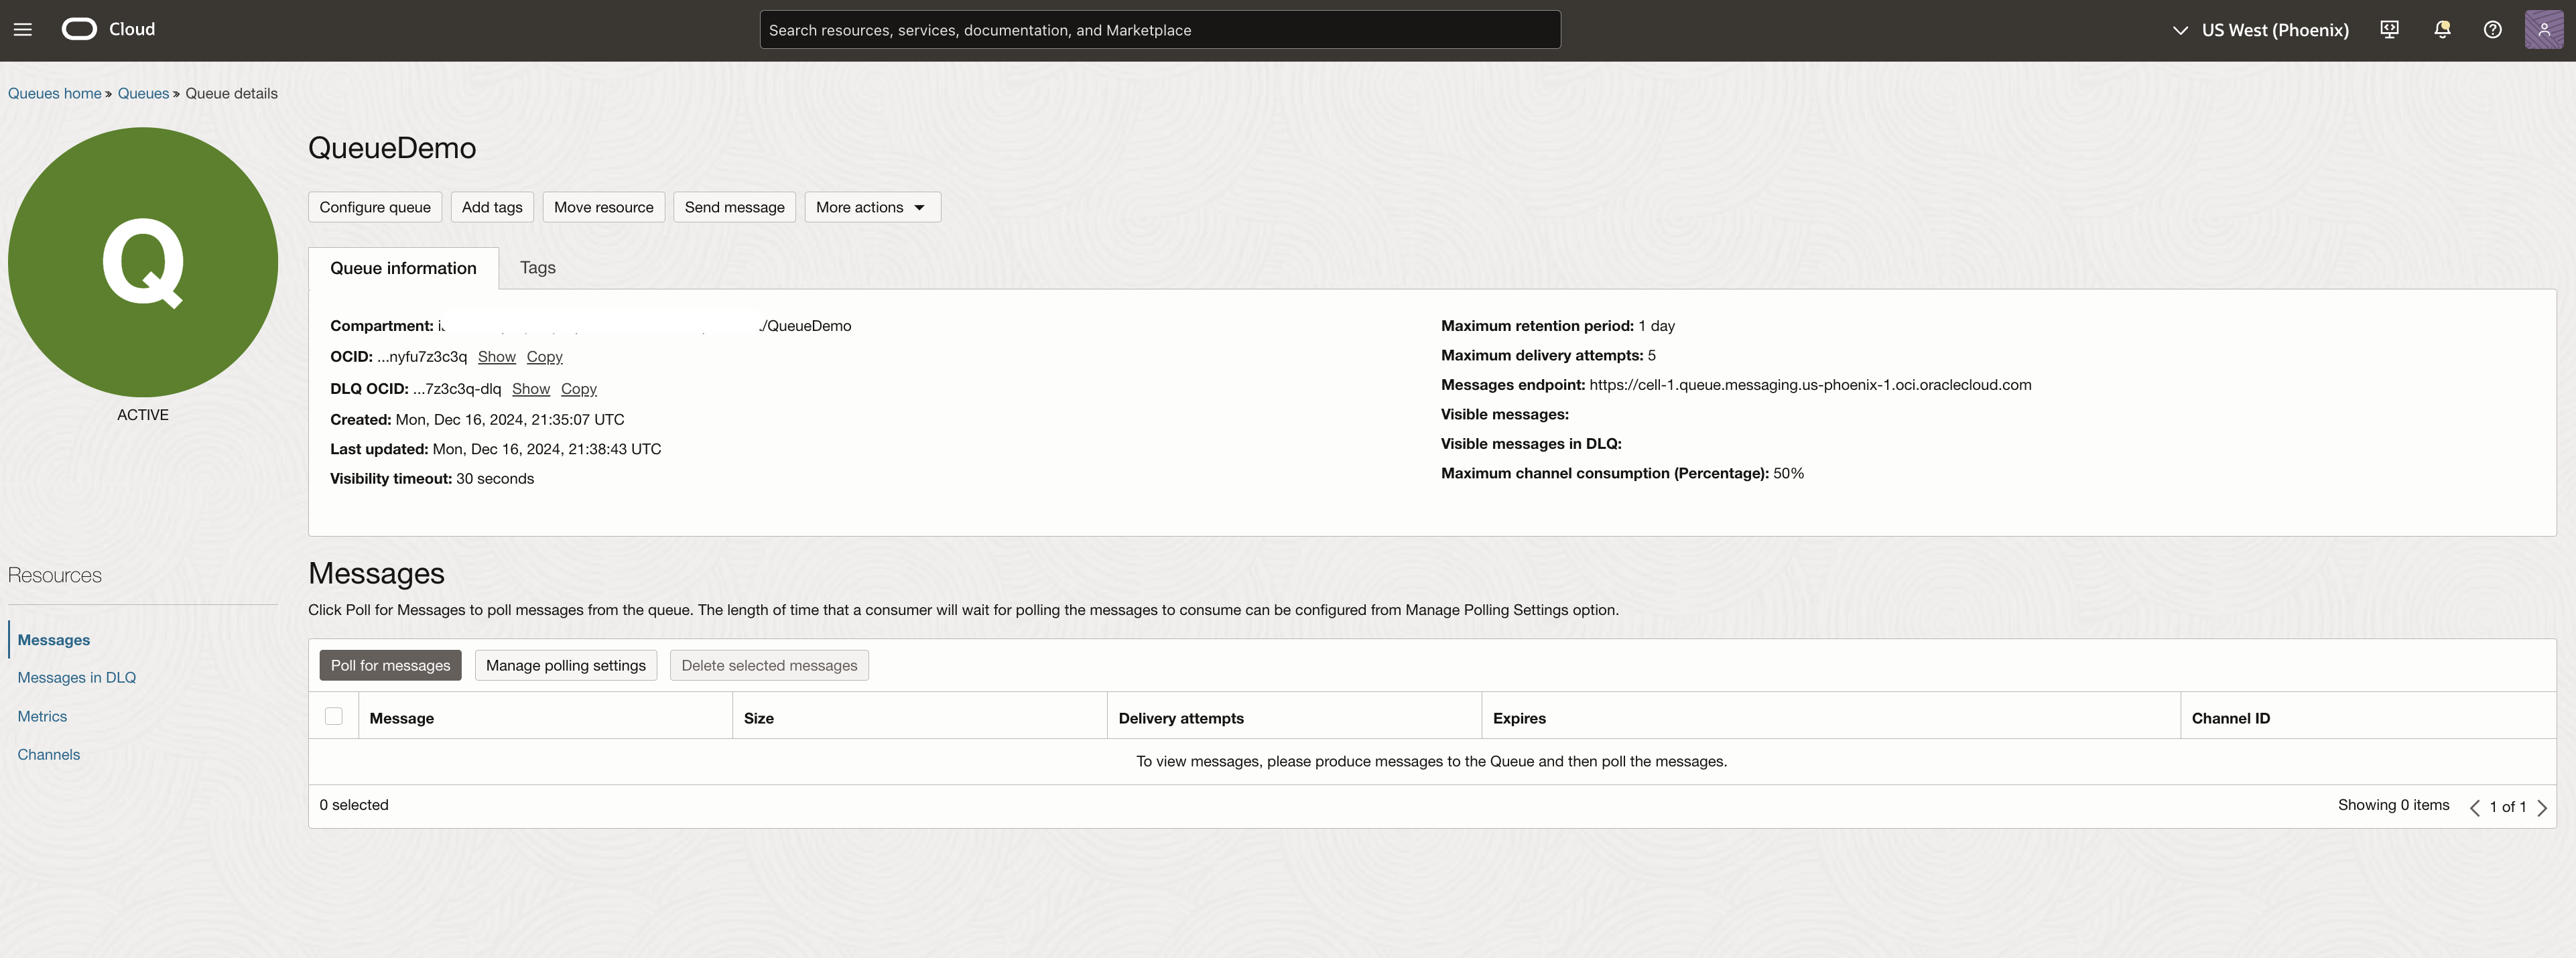 Cloud
Search resources, services, documentation, and Marketplace
US West (Phoenix)
Queues home » Queues » Queue details
Q
ACTIVE
QueueDemo
Configure queue
Add tags
Move resource
Send message
More actions
Queue information
Tags
Compartment: /QueueDemo
OCID: ...nyfu7z3c3q Show Copy
DLQ OCID: ...7z3c3q-dlq Show Copy
Created: Mon, Dec 16, 2024, 21:35:07 UTC
Last updated: Mon, Dec 16, 2024, 21:38:43 UTC
Visibility timeout: 30 seconds
Maximum retention period: 1 day
Maximum delivery attempts: 5
Messages endpoint: https://cell-1.queue.messaging.us-phoenix-1.oci.oraclecloud.com
Visible messages:
Visible messages in DLQ:
Maximum channel consumption (Percentage): 50%
Resources
Messages
Messages in DLQ
Metrics
Channels
Messages
Click Poll for Messages to poll messages from the queue. The length of time that a consumer will wait for polling the messages to consume can be configured from Manage Polling Settings option.
Poll for messages
Manage polling settings
Delete selected messages
Message Size Delivery attempts Expires Channel ID
To view messages, please produce messages to the Queue and then poll the messages.
0 selected
Showing 0 items
1 of 1